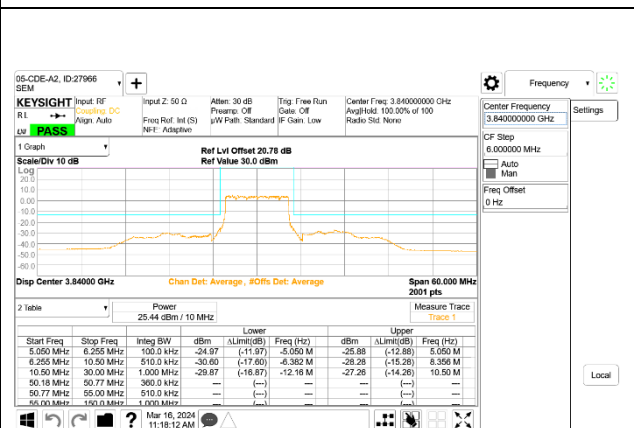 05-CDE-A2, ID:27966
SEM
Frequency
KEYSIGHT
RL
PASS
Input: RF
Coupling: DC
Align: Auto
Input Z: 50 Ω
Freq Ref: Int (S)
NFE: Adaptive
Atten: 30 dB
Preamp: Off
µW Path: Standard
Trig: Free Run
Gate: Off
IF Gain: Low
Center Freq: 3.840000000 GHz
Avg|Hold: 100.00% of 100
Radio Std: None
Center Frequency
3.840000000 GHz
Settings
CF Step
6.000000 MHz
Auto
Man
Freq Offset
0 Hz
1 Graph
Scale/Div 10 dB
Ref Lvl Offset 20.78 dB
Ref Value 30.0 dBm
Log
20.0
10.0
0.00
-10.0
-20.0
-30.0
-40.0
-50.0
-60.0
Disp Center 3.84000 GHz
Chan Det: Average, #Offs Det: Average
Span 60.000 MHz
2001 pts
2 Table
Power
25.44 dBm / 10 MHz
Measure Trace
Trace 1
Lower Upper
Start Freq Stop Freq Integ BW dBm ΔLimit(dB) Freq (Hz) dBm ΔLimit(dB) Freq (Hz)
5.050 MHz 6.255 MHz 100.0 kHz -24.97 (-11.97) -5.050 M -25.88 (-12.88) 5.050 M
6.255 MHz 10.50 MHz 510.0 kHz -30.60 (-17.60) -6.382 M -28.28 (-15.28) 8.356 M
10.50 MHz 30.00 MHz 1.000 MHz -29.87 (-16.87) -12.16 M -27.26 (-14.26) 10.50 M
50.18 MHz 50.77 MHz 360.0 kHz --- (---) --- --- (---) ---
50.77 MHz 55.00 MHz 510.0 kHz --- (---) --- --- (---) ---
55.00 MHz 150.0 MHz 1.000 MHz --- (---) --- --- (---) ---
Local
?
Mar 16, 2024
11:18:12 AM